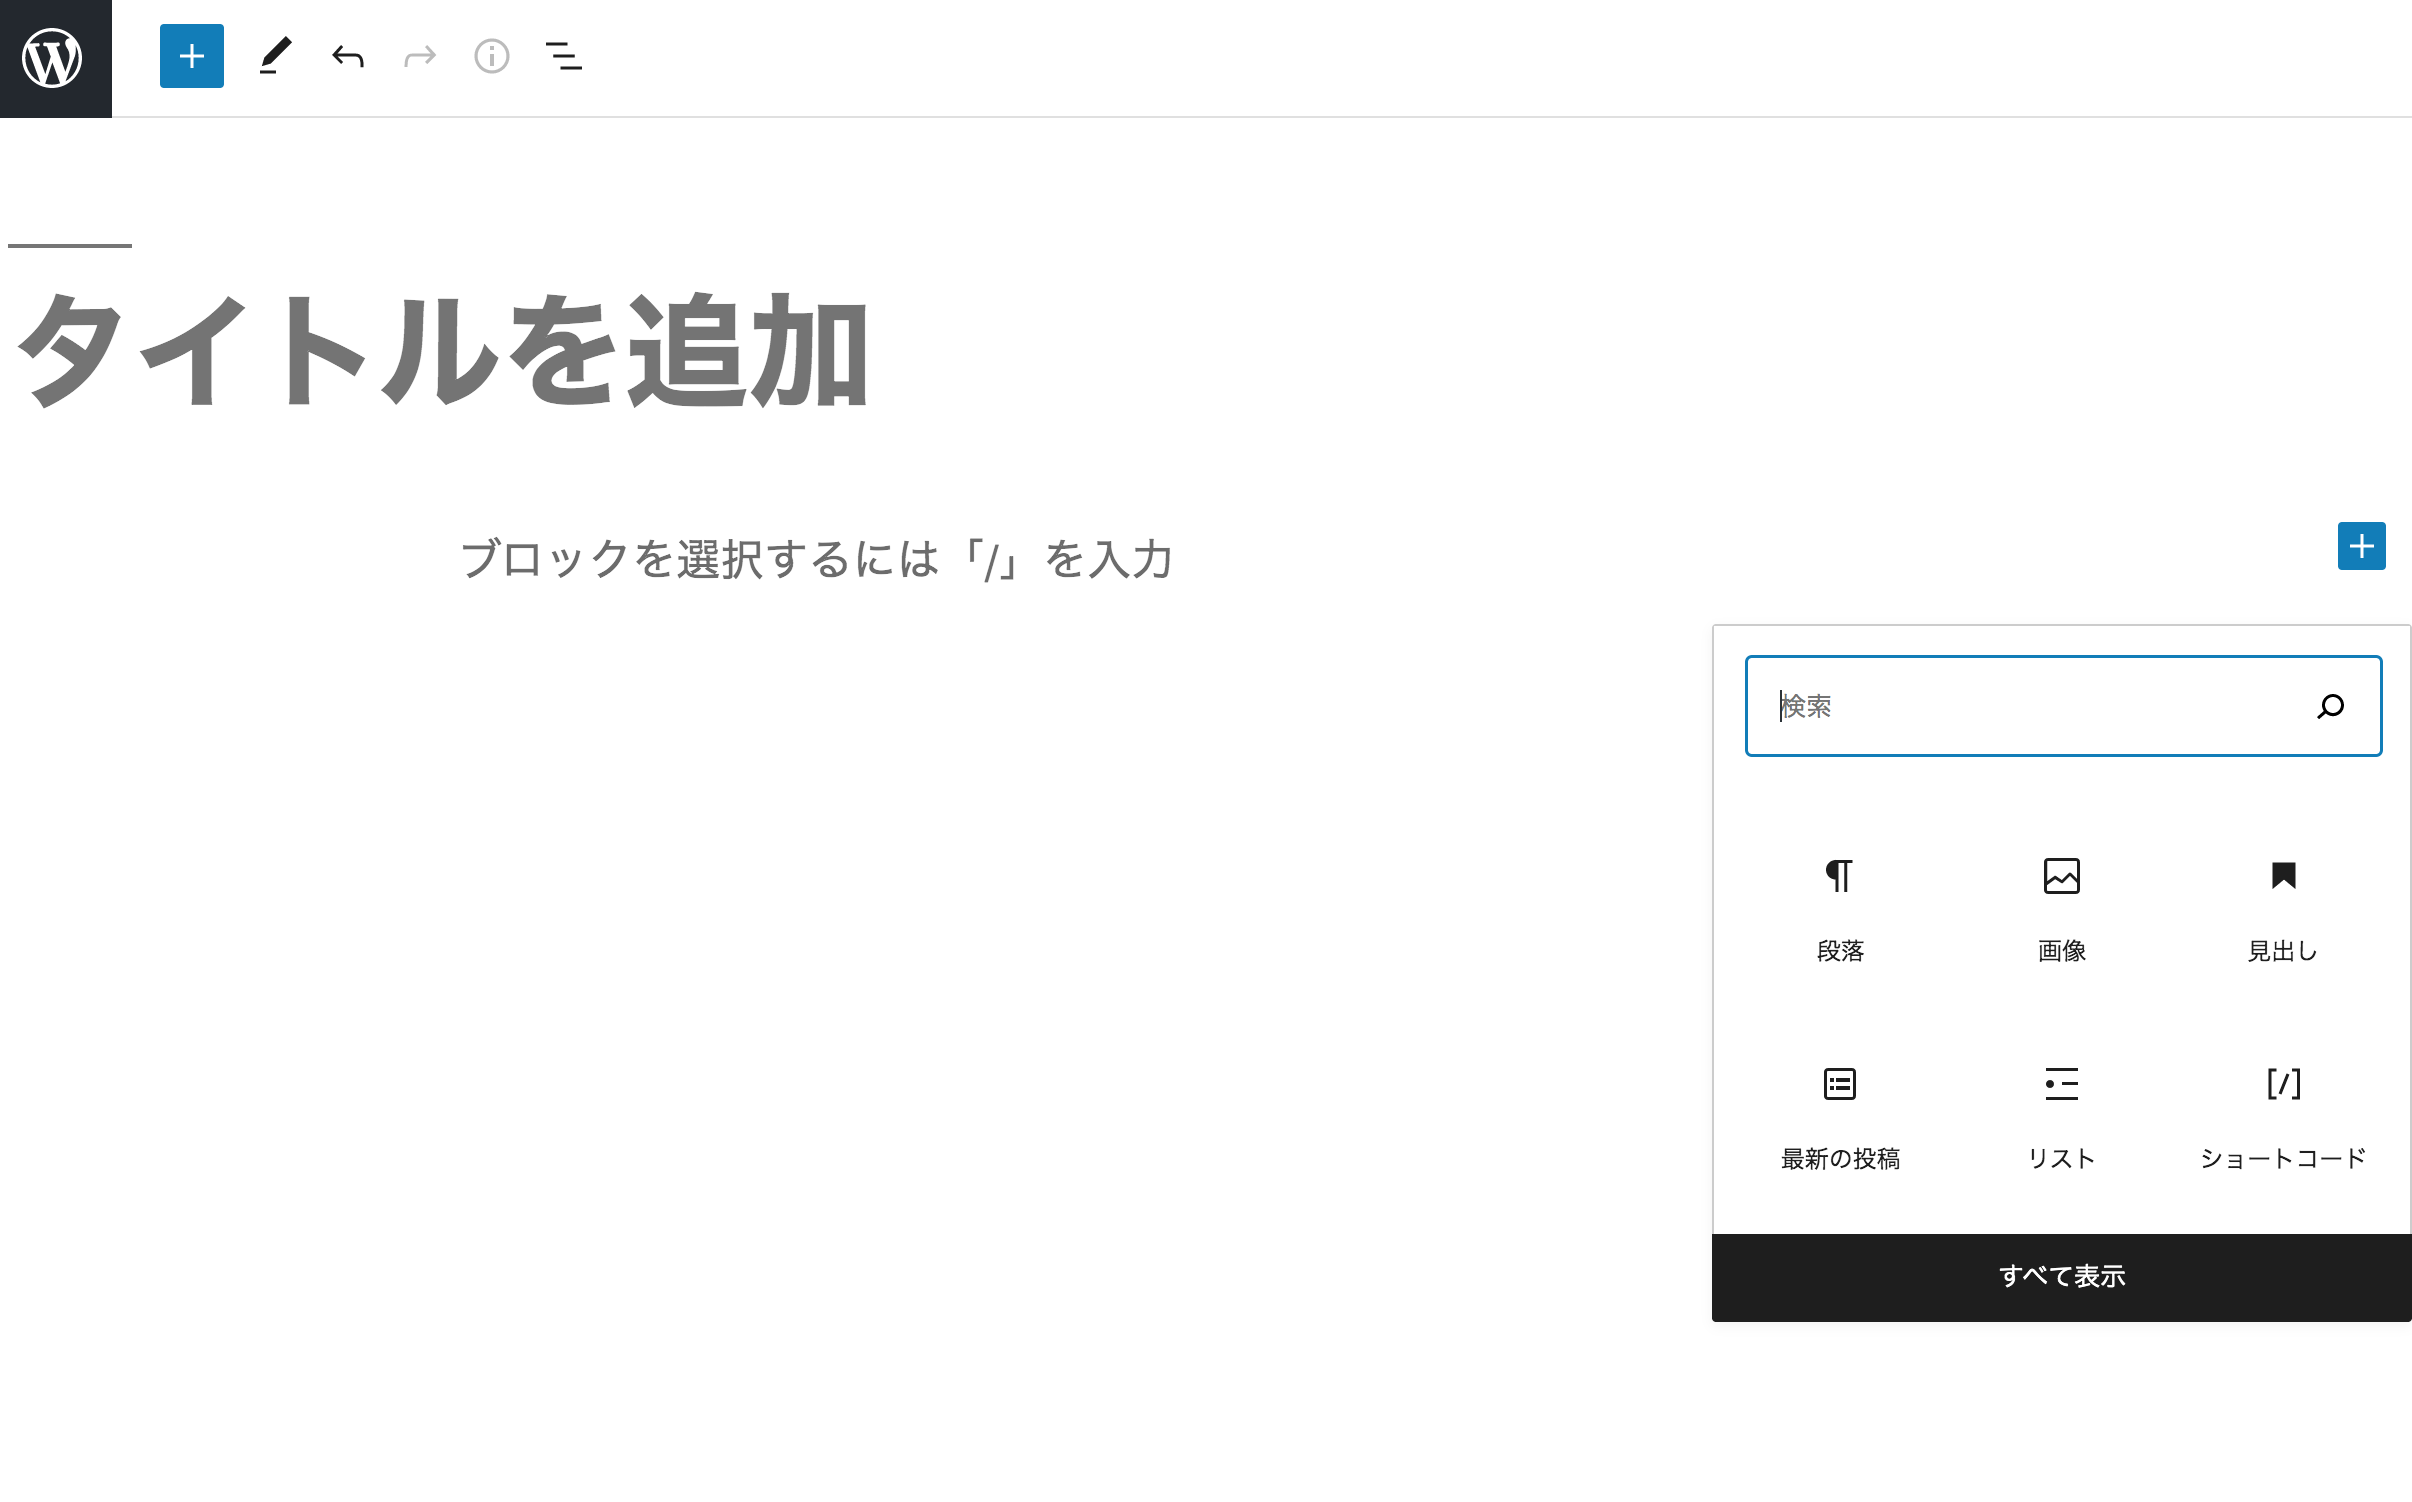 タイトルを追加
ブロックを選択するには「/」を入力
検索
段落 画像 見出し
最新の投稿 リスト ショートコード
すべて表示